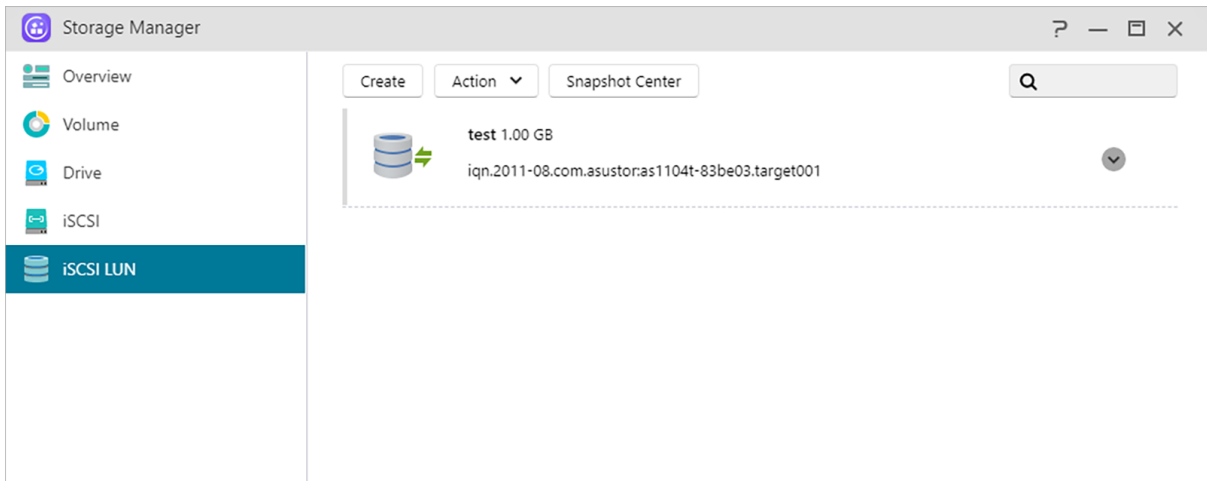 Storage Manager
Overview
Volume
Drive
iSCSI
iSCSI LUN
Create
Action
Snapshot Center
test 1.00 GB
iqn.2011-08.com.asustor:as1104t-83be03.target001